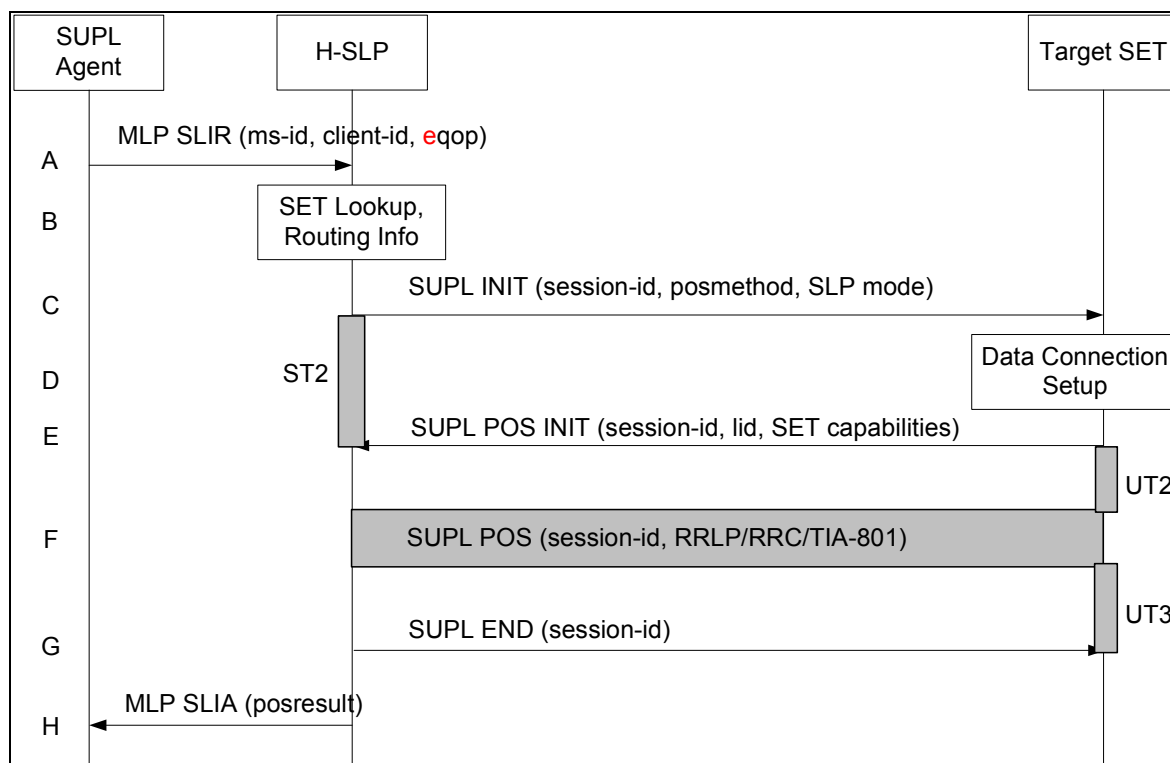 SUPL
Agent
H-SLP
Target SET
MLP SLIR (ms-id, client-id, eqop)
A
B
SET Lookup,
Routing Info
SUPL INIT (session-id, posmethod, SLP mode)
C
ST2
Data Connection
Setup
D
SUPL POS INIT (session-id, lid, SET capabilities)
E
UT2
F
SUPL POS (session-id, RRLP/RRC/TIA-801)
UT3
SUPL END (session-id)
G
MLP SLIA (posresult)
H